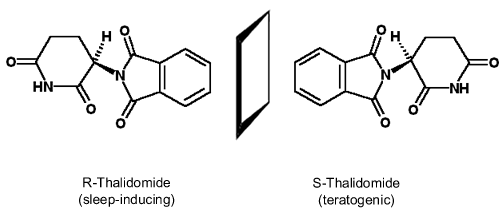 O H H O
O O
N N
HN NH
O O
O O
R-Thalidomide
(sleep-inducing)
S-Thalidomide
(teratogenic)